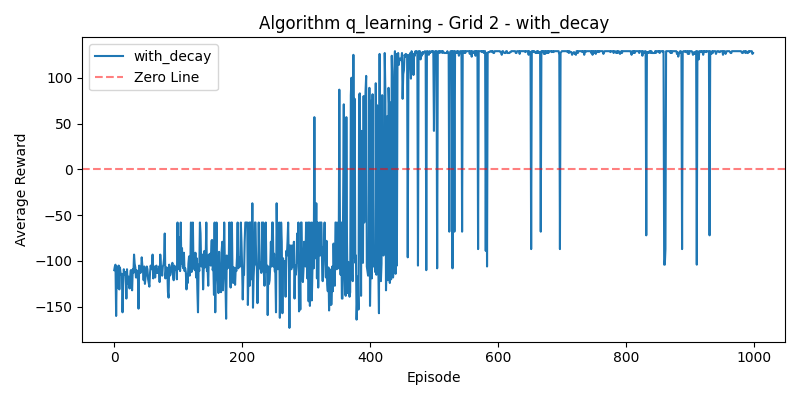 Algorithm q_learning - Grid 2 - with_decay
with_decay
Zero Line
Average Reward
100
50
0
−50
−100
−150
0
200
400
600
800
1000
Episode